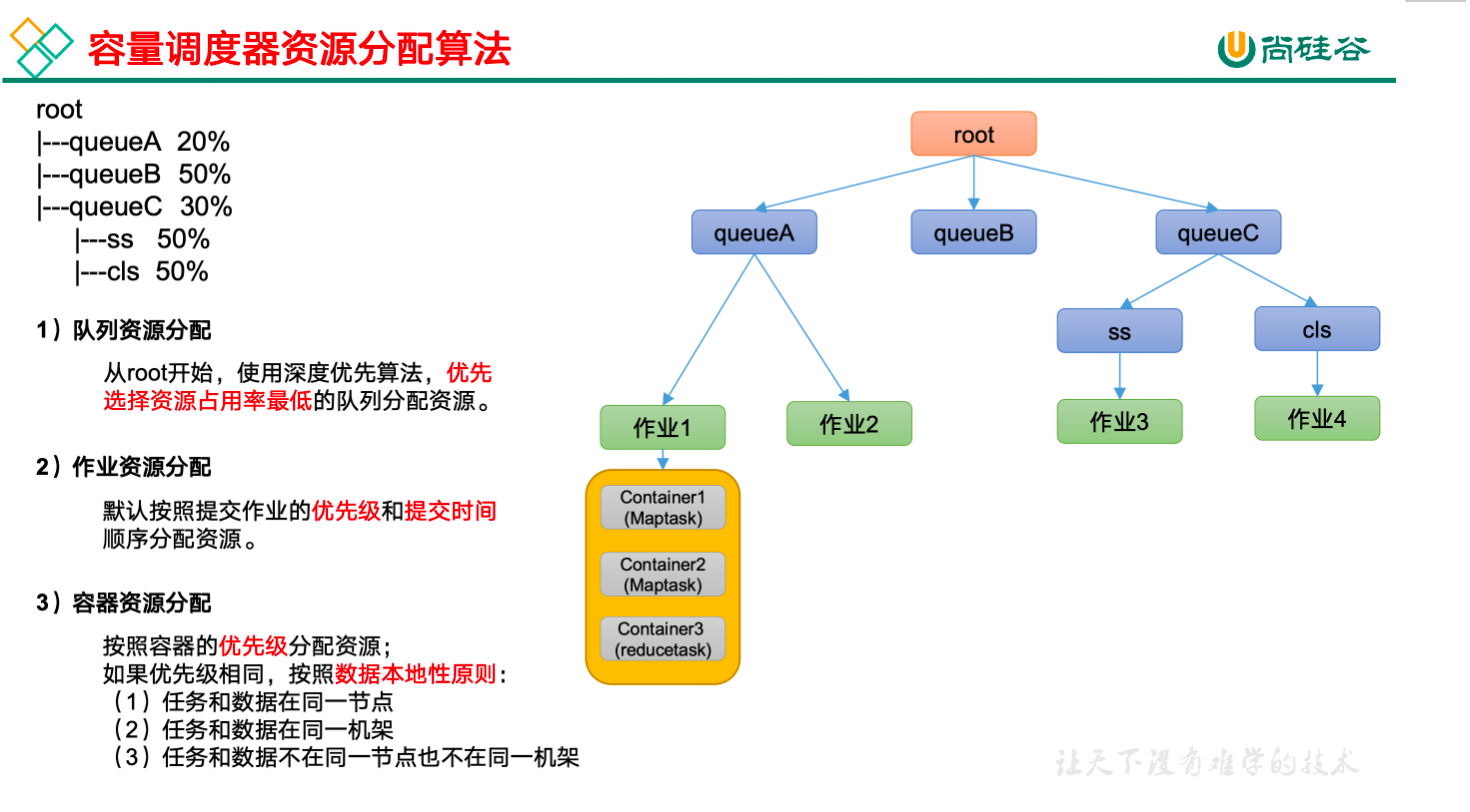 容量调度器资源分配算法
尚硅谷
root
|---queueA 20%
|---queueB 50%
|---queueC 30%
|---ss 50%
|---cls 50%
1）队列资源分配
从root开始，使用深度优先算法，优先
选择资源占用率最低的队列分配资源。
2）作业资源分配
默认按照提交作业的优先级和提交时间
顺序分配资源。
3）容器资源分配
按照容器的优先级分配资源；
如果优先级相同，按照数据本地性原则：
（1）任务和数据在同一节点
（2）任务和数据在同一机架
（3）任务和数据不在同一节点也不在同一机架
root
queueA
queueB
queueC
ss
cls
作业1
作业2
作业3
作业4
Container1
(Maptask)
Container2
(Maptask)
Container3
(reducetask)
让天下没有难学的技术